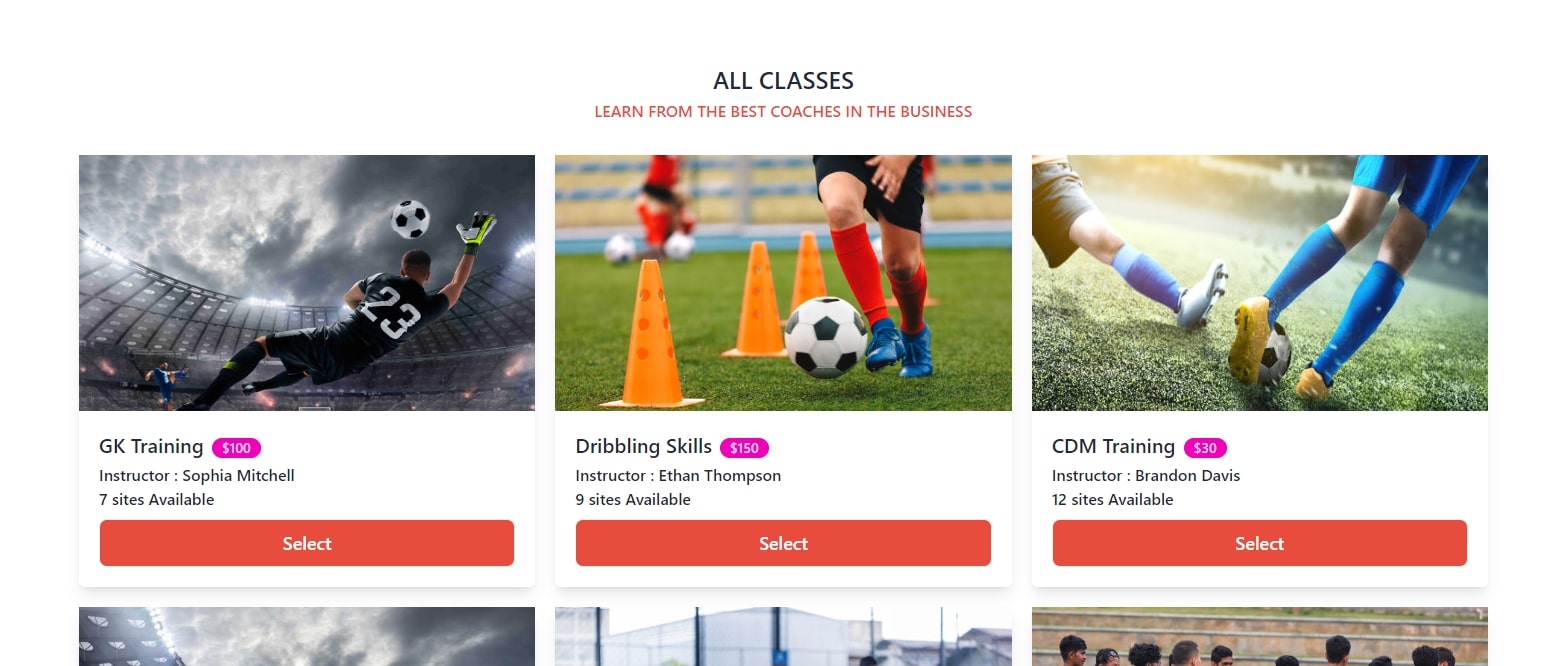 ALL CLASSES
LEARN FROM THE BEST COACHES IN THE BUSINESS
23
GK Training $100
Instructor : Sophia Mitchell
7 sites Available
Select
Dribbling Skills $150
Instructor : Ethan Thompson
9 sites Available
Select
CDM Training $30
Instructor : Brandon Davis
12 sites Available
Select